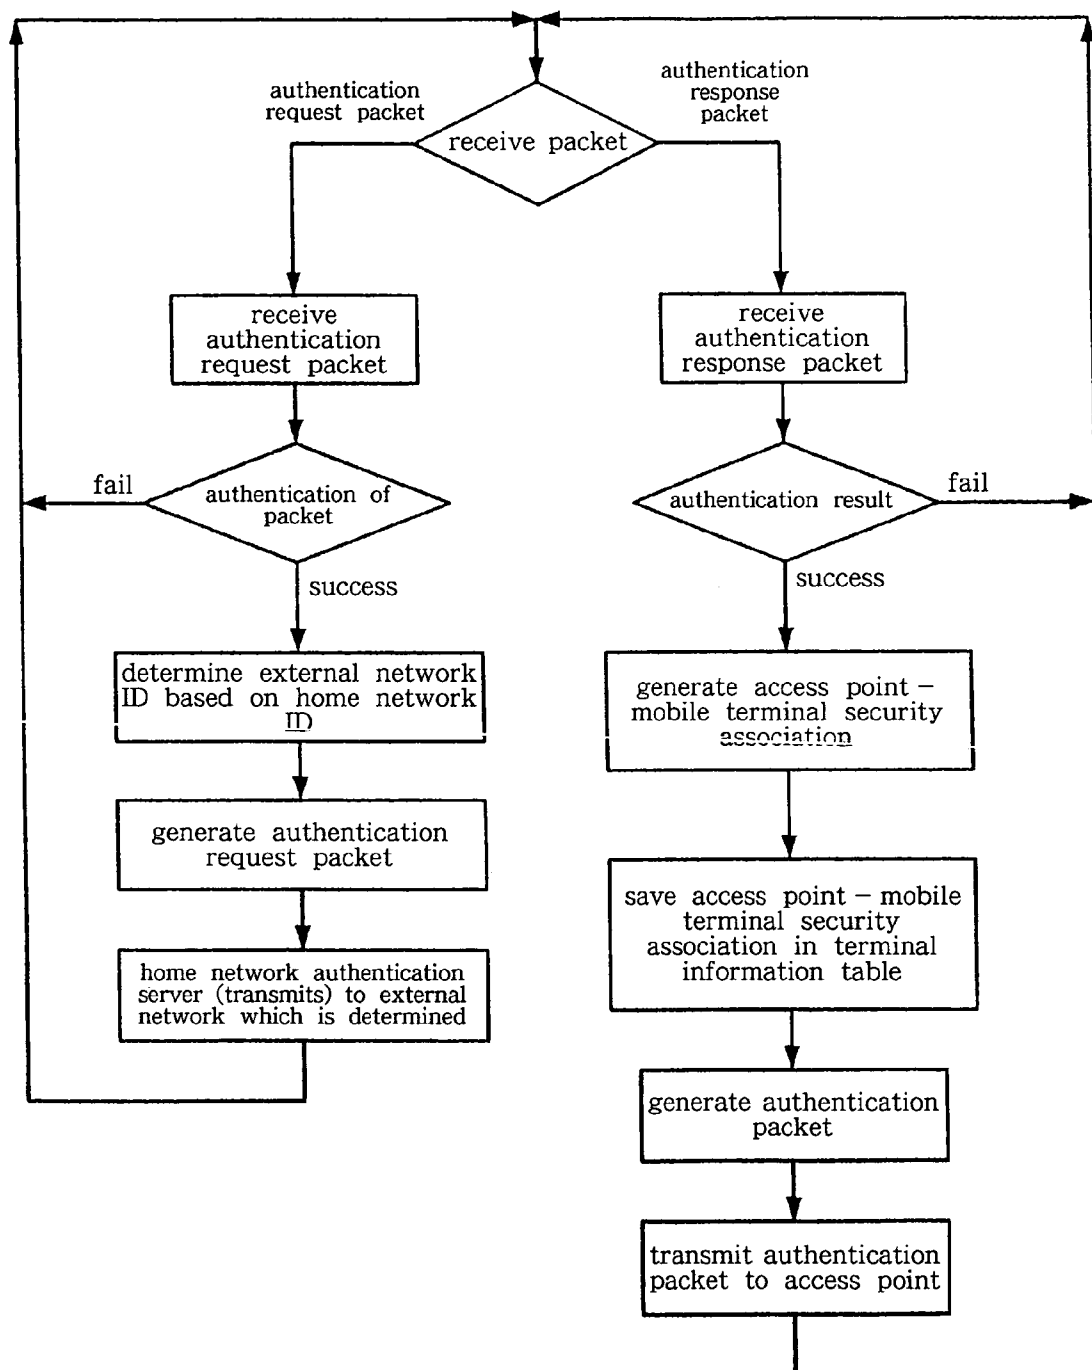 authentication
request packet
authentication
response
packet
receive packet
receive
authentication
request packet
receive
authentication
response packet
fail
authentication of
packet
authentication result
fail
success
success
determine external network
ID based on home network
ID
generate access point –
mobile terminal security
association
generate authentication
request packet
save access point – mobile
terminal security
association in terminal
information table
home network authentication
server (transmits) to external
network which is determined
generate authentication
packet
transmit authentication
packet to access point